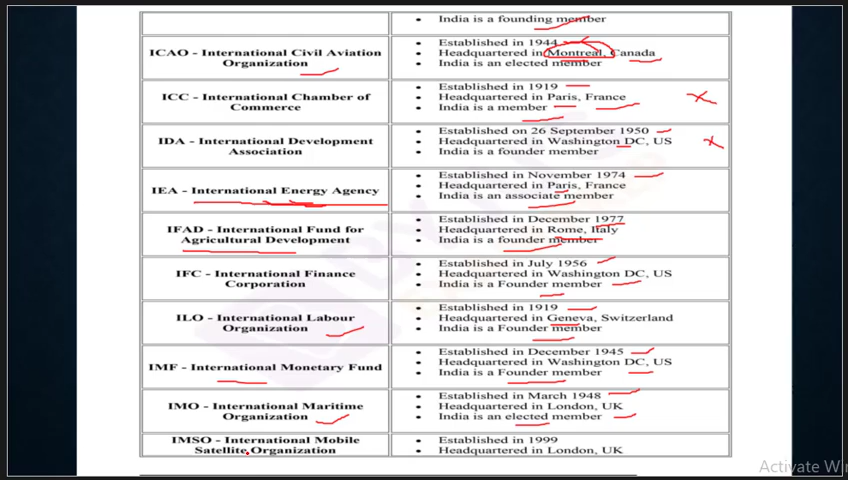 India is a founding member
ICAO - International Civil Aviation
Organization
Established in 1944
Headquartered in Montreal, Canada
India is an elected member
ICC - International Chamber of
Commerce
Established in 1919
Headquartered in Paris, France
India is a member
IDA - International Development
Association
Established on 26 September 1950
Headquartered in Washington DC, US
India is a founder member
IEA - International Energy Agency
Established in November 1974
Headquartered in Paris, France
India is an associate member
IFAD - International Fund for
Agricultural Development
Established in December 1977
Headquartered in Rome, Italy
India is a founder member
IFC - International Finance
Corporation
Established in July 1956
Headquartered in Washington DC, US
India is a Founder member
ILO - International Labour
Organization
Established in 1919
Headquartered in Geneva, Switzerland
India is a Founder member
IMF - International Monetary Fund
Established in December 1945
Headquartered in Washington DC, US
India is a Founder member
IMO - International Maritime
Organization
Established in March 1948
Headquartered in London, UK
India is an elected member
IMSO - International Mobile
Satellite Organization
Established in 1999
Headquartered in London, UK
Activate Wi